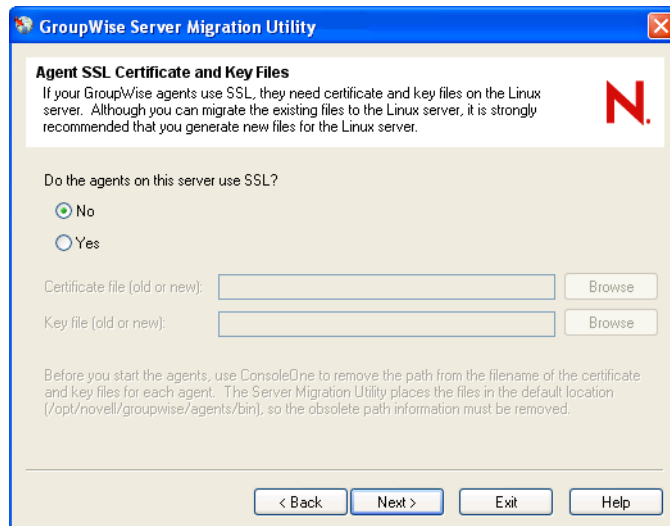 GroupWise Server Migration Utility
Agent SSL Certificate and Key Files
If your GroupWise agents use SSL, they need certificate and key files on the Linux
server. Although you can migrate the existing files to the Linux server, it is strongly
recommended that you generate new files for the Linux server.
N.
Do the agents on this server use SSL?
No
Yes
Certificate file (old or new):
Browse
Key file (old or new):
Browse
Before you start the agents, use ConsoleOne to remove the path from the filename of the certificate
and key files for each agent. The Server Migration Utility places the files in the default location
(/opt/novell/groupwise/agents/bin), so the obsolete path information must be removed.
< Back
Next >
Exit
Help